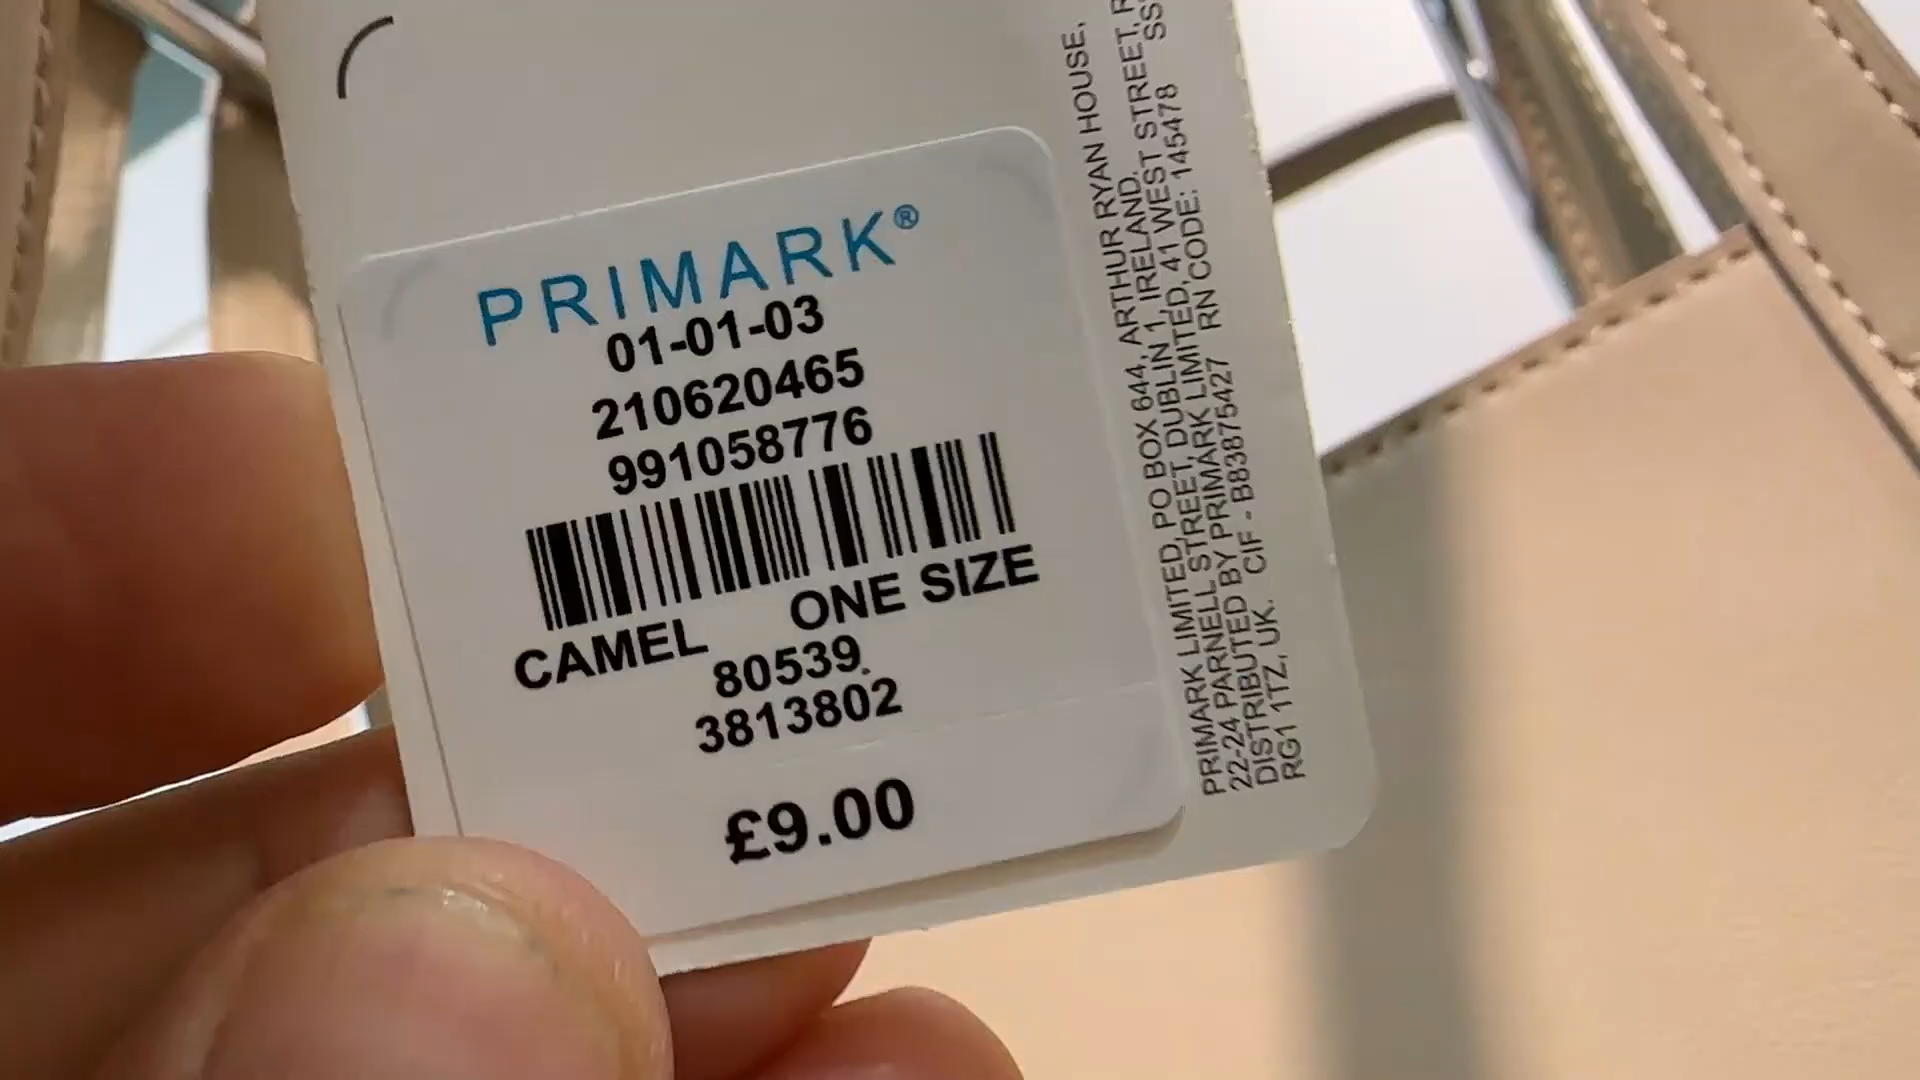 PRIMARK®
01-01-03
210620465
991058776
CAMEL ONE SIZE
80539
3813802
£9.00
PRIMARK LIMITED, PO BOX 644, ARTHUR RYAN HOUSE,
22-24 PARNELL STREET, DUBLIN 1, IRELAND.
DISTRIBUTED BY PRIMARK LIMITED, 41 WEST STREET,
RG1 1TZ, UK. CIF - B83875427 RN CODE: 145478